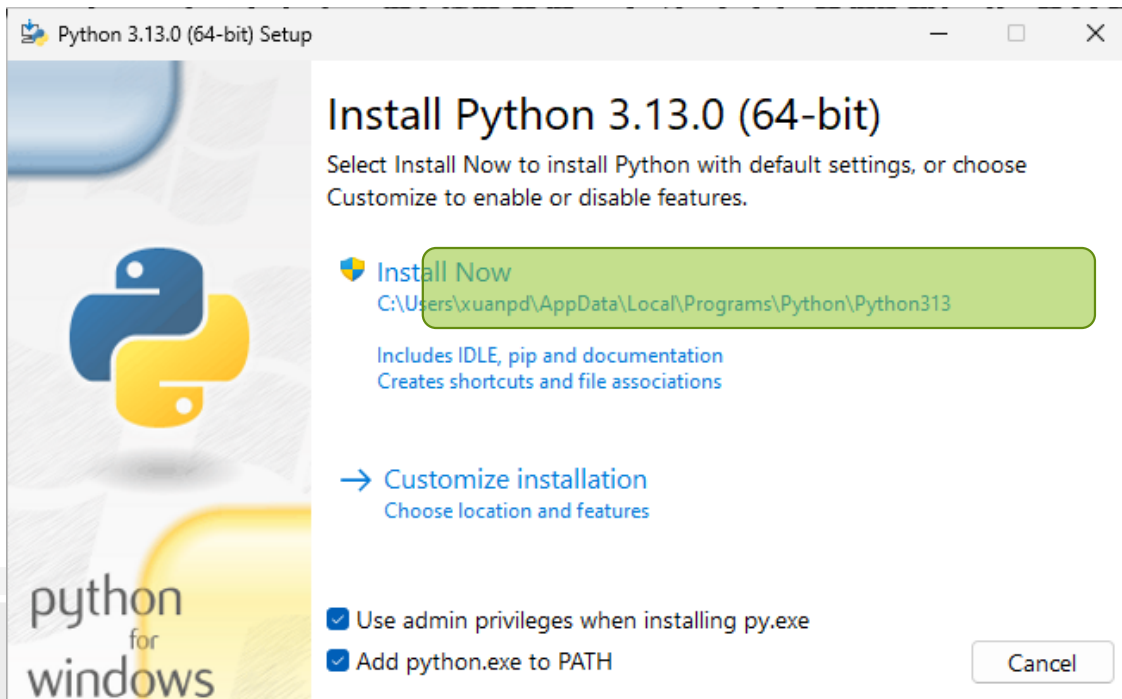 Python 3.13.0 (64-bit) Setup
Install Python 3.13.0 (64-bit)
Select Install Now to install Python with default settings, or choose
Customize to enable or disable features.
Install Now
C:\Users\xuanpd\AppData\Local\Programs\Python\Python313
Includes IDLE, pip and documentation
Creates shortcuts and file associations
Customize installation
Choose location and features
Use admin privileges when installing py.exe
Add python.exe to PATH
Cancel
python
for
windows